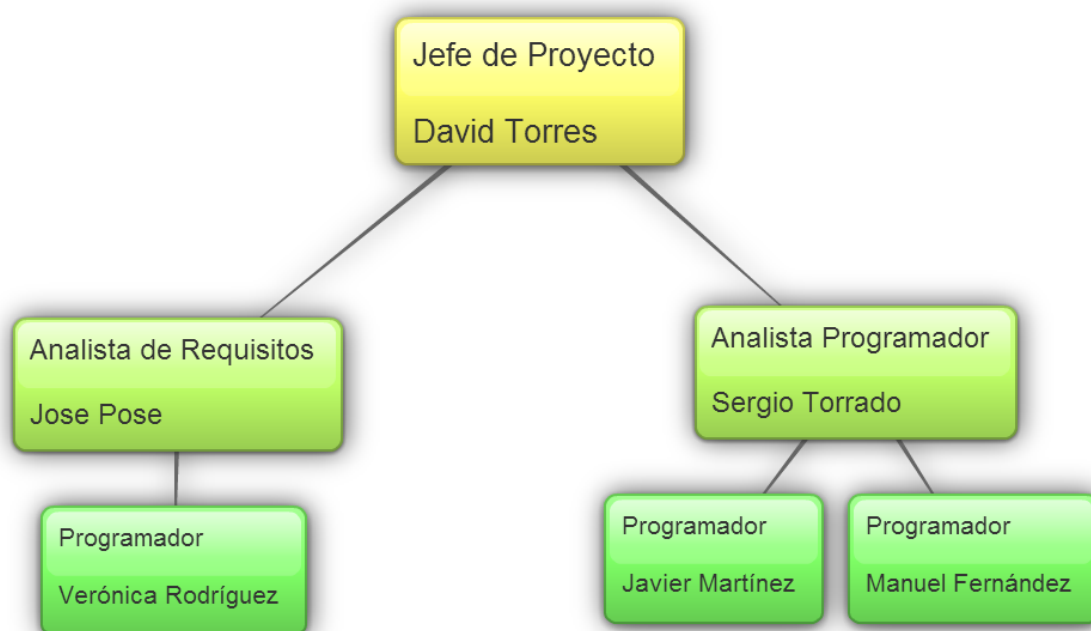 Jefe de Proyecto
David Torres
Analista de Requisitos
Jose Pose
Analista Programador
Sergio Torrado
Programador
Verónica Rodríguez
Programador
Javier Martínez
Programador
Manuel Fernández